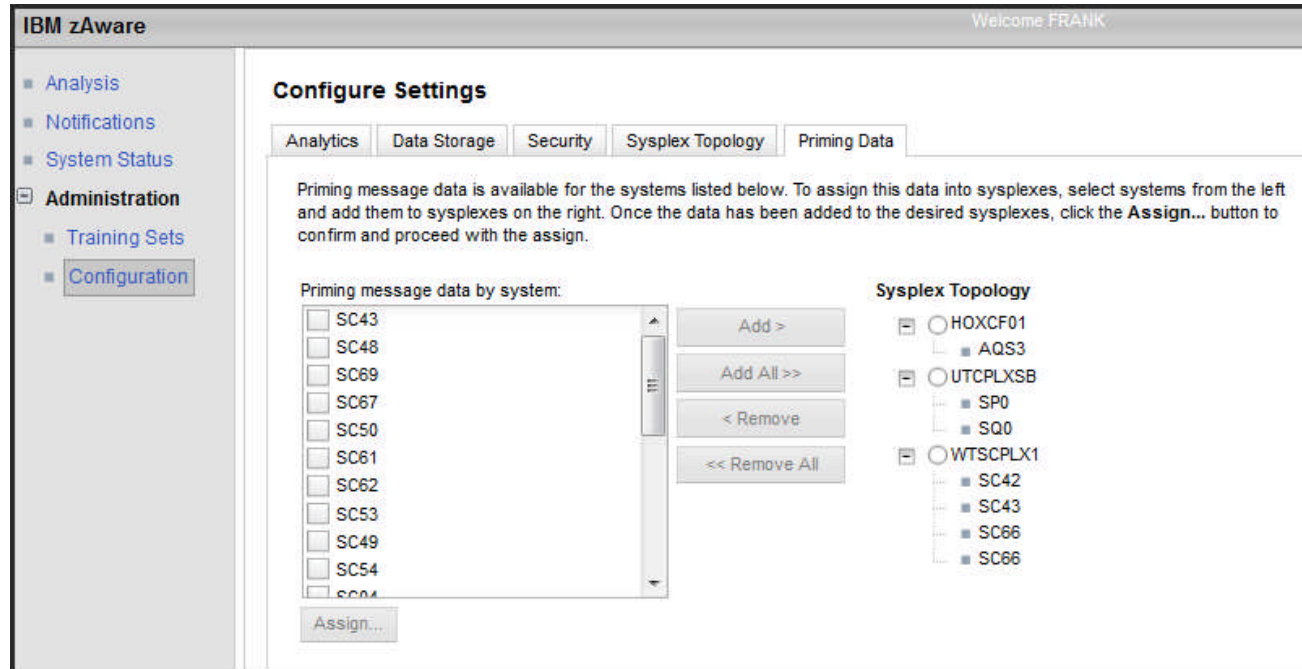 IBM zAware
Welcome FRANK
Analysis
Notifications
System Status
Administration
Training Sets
Configuration
Configure Settings
Analytics
Data Storage
Security
Sysplex Topology
Priming Data
Priming message data is available for the systems listed below. To assign this data into sysplexes, select systems from the left
and add them to sysplexes on the right. Once the data has been added to the desired sysplexes, click the Assign... button to
confirm and proceed with the assign.
Priming message data by system:
SC43
SC48
SC69
SC67
SC50
SC61
SC62
SC53
SC49
SC54
Add >
Add All >>
< Remove
<< Remove All
Assign...
Sysplex Topology
HOXCF01
AQS3
UTCPLXSB
SP0
SQ0
WTSCPLX1
SC42
SC43
SC66
SC66